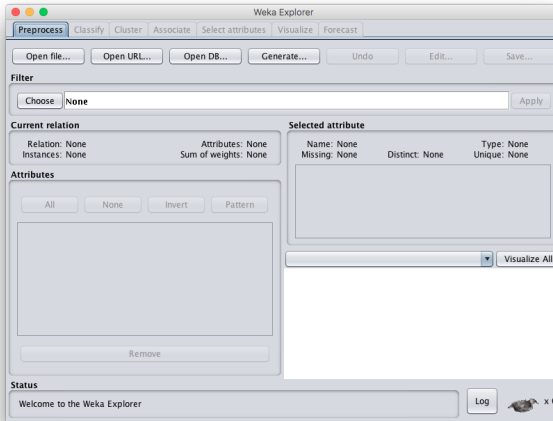 Weka Explorer
Preprocess Classify Cluster Associate Select attributes Visualize Forecast
Open file... Open URL... Open DB... Generate... Undo Edit... Save...
Filter
Choose None Apply
Current relation
Relation: None Attributes: None
Instances: None Sum of weights: None
Selected attribute
Name: None Type: None
Missing: None Distinct: None Unique: None
Attributes
All None Invert Pattern
Visualize All
Remove
Status
Welcome to the Weka Explorer
Log x